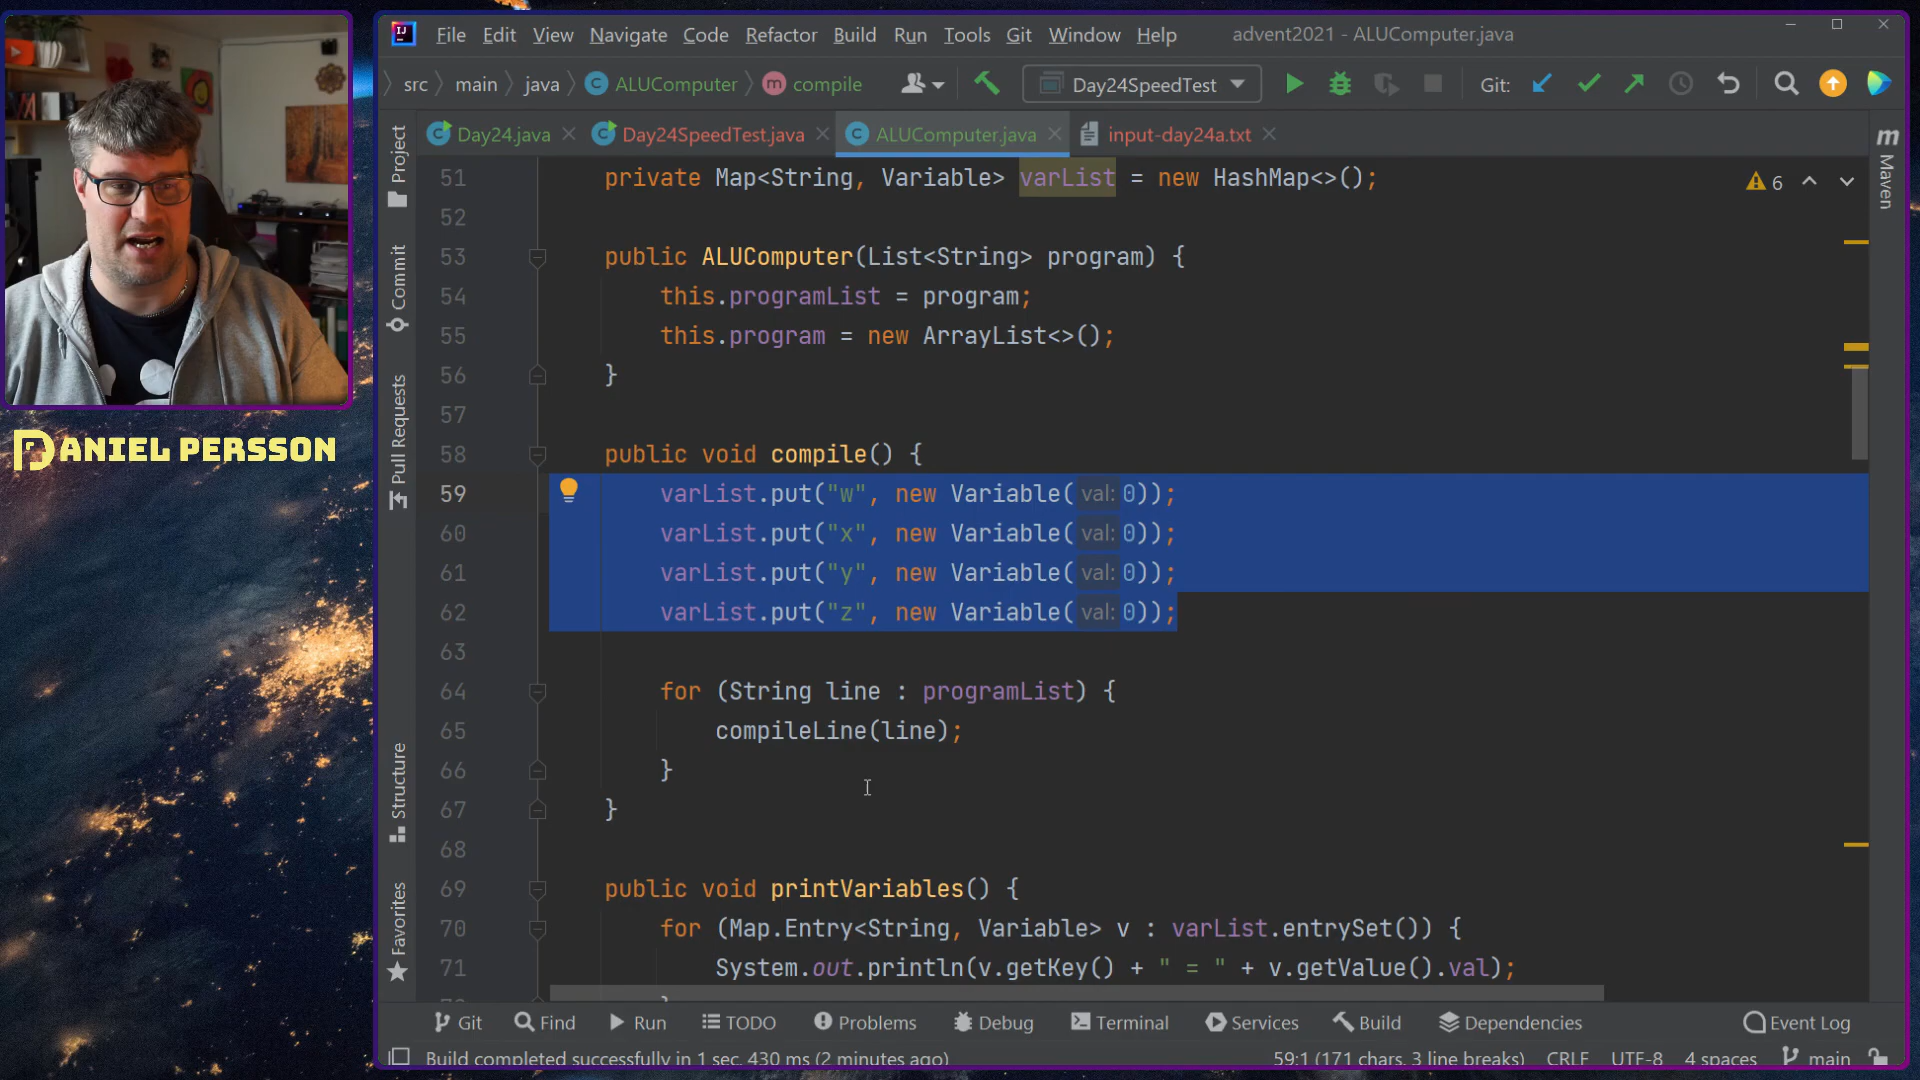 File Edit View Navigate Code Refactor Build Run Tools Git Window Help advent2021 - ALUComputer.java
src main java ALUComputer compile Day24SpeedTest Git:
Day24.java Day24SpeedTest.java ALUComputer.java input-day24a.txt
Project
Commit
Pull Requests
Structure
Favorites
Maven
6
51 private Map<String, Variable> varList = new HashMap<>();
52
53 public ALUComputer(List<String> program) {
54 this.programList = program;
55 this.program = new ArrayList<>();
56 }
57
58 public void compile() {
59 varList.put("w", new Variable( val: 0));
60 varList.put("x", new Variable( val: 0));
61 varList.put("y", new Variable( val: 0));
62 varList.put("z", new Variable( val: 0));
63
64 for (String line : programList) {
65 compileLine(line);
66 }
67 }
68
69 public void printVariables() {
70 for (Map.Entry<String, Variable> v : varList.entrySet()) {
71 System.out.println(v.getKey() + " = " + v.getValue().val);
Git Find Run TODO Problems Debug Terminal Services Build Dependencies Event Log
Build completed successfully in 1 sec, 430 ms (2 minutes ago) 59:1 (171 chars, 3 line breaks) CRLF UTF-8 4 spaces main
DANIEL PERSSON